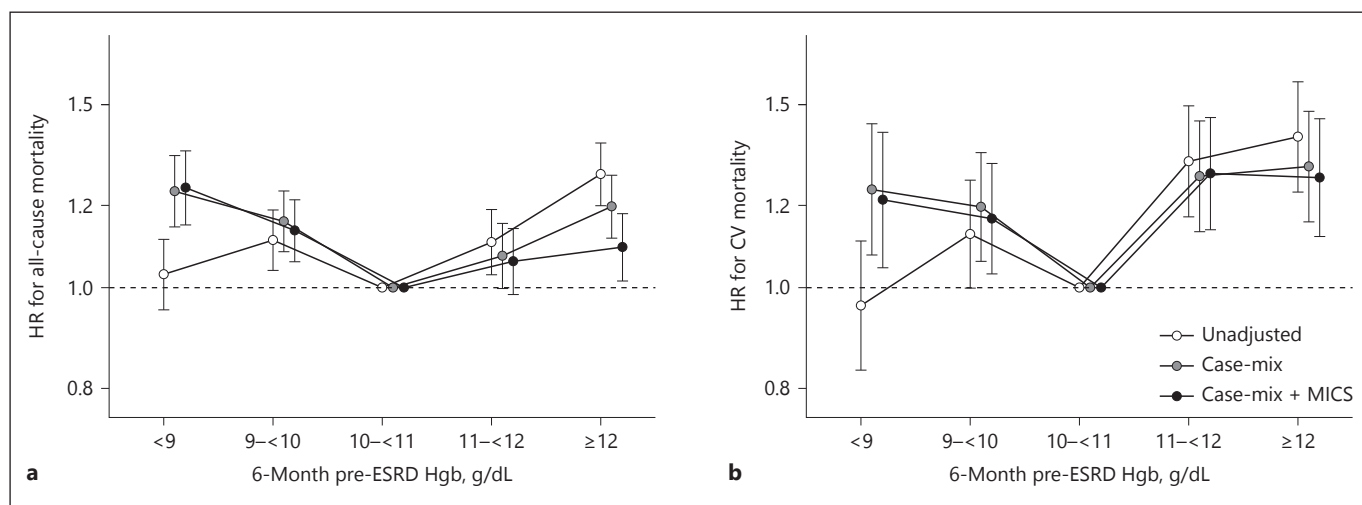 HR for all-cause mortality
1.5
1.2
1.0
0.8
<9
9–<10
10–<11
11–<12
≥12
6-Month pre-ESRD Hgb, g/dL
a
HR for CV mortality
1.5
1.2
1.0
0.8
Unadjusted
Case-mix
Case-mix + MICS
<9
9–<10
10–<11
11–<12
≥12
6-Month pre-ESRD Hgb, g/dL
b